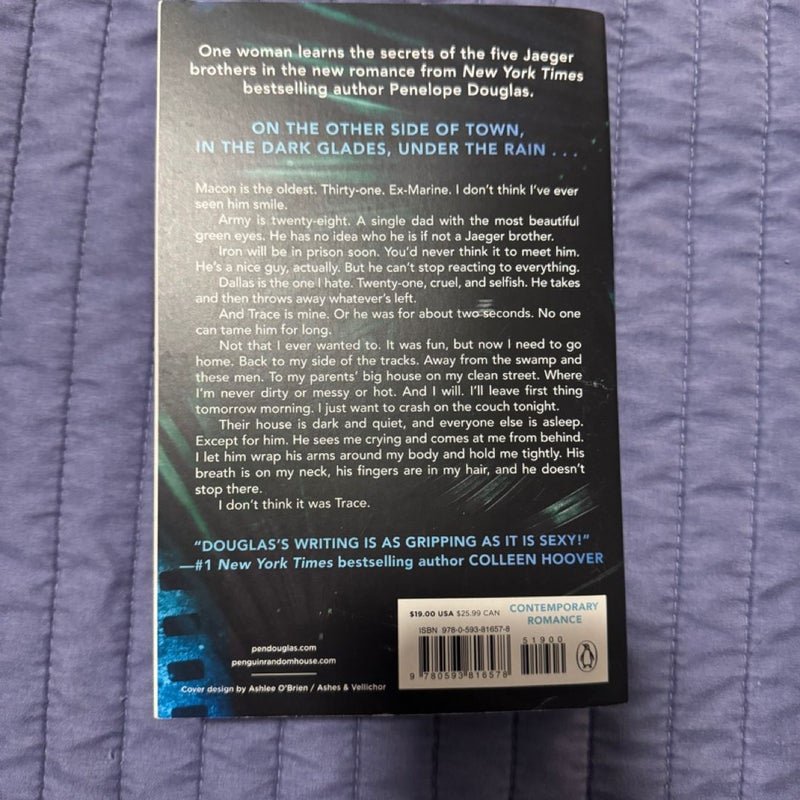 One woman learns the secrets of the five Jaeger
brothers in the new romance from New York Times
bestselling author Penelope Douglas.
ON THE OTHER SIDE OF TOWN,
IN THE DARK GLADES, UNDER THE RAIN . . .
Macon is the oldest. Thirty-one. Ex-Marine. I don't think I've ever
seen him smile.
Army is twenty-eight. A single dad with the most beautiful
green eyes. He has no idea who he is if not a Jaeger brother.
Iron will be in prison soon. You'd never think it to meet him.
He's a nice guy, actually. But he can't stop reacting to everything.
Dallas is the one I hate. Twenty-one, cruel, and selfish. He takes
and then throws away whatever's left.
And Trace is mine. Or he was for about two seconds. No one
can tame him for long.
Not that I ever wanted to. It was fun, but now I need to go
home. Back to my side of the tracks. Away from the swamp and
these men. To my parents' big house on my clean street. Where
I'm never dirty or messy or hot. And I will. I'll leave first thing
tomorrow morning. I just want to crash on the couch tonight.
Their house is dark and quiet, and everyone else is asleep.
Except for him. He sees me crying and comes at me from behind.
I let him wrap his arms around my body and hold me tightly. His
breath is on my neck, his fingers are in my hair, and he doesn't
stop there.
I don't think it was Trace.
"DOUGLAS'S WRITING IS AS GRIPPING AS IT IS SEXY!"
—#1 New York Times bestselling author COLLEEN HOOVER
$19.00 USA $25.99 CAN
CONTEMPORARY
ROMANCE
ISBN 978-0-593-81657-8
51900
9 780593 816578
pendouglas.com
penguinrandomhouse.com
Cover design by Ashlee O'Brien / Ashes & Vellichor